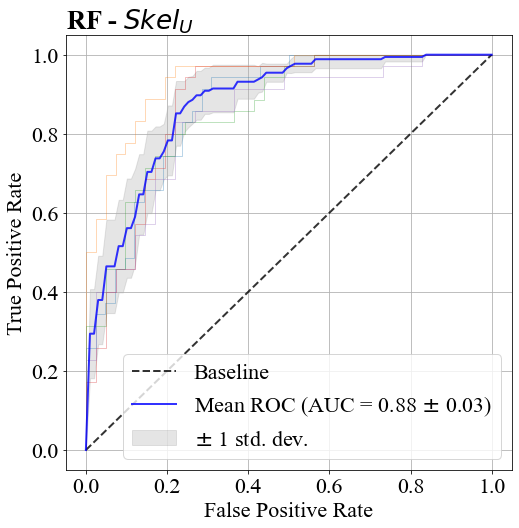 RF - Skel_U
1.0
0.8
0.6
0.4
0.2
0.0
True Positive Rate
Baseline
Mean ROC (AUC = 0.88 ± 0.03)
± 1 std. dev.
0.0 0.2 0.4 0.6 0.8 1.0
False Positive Rate